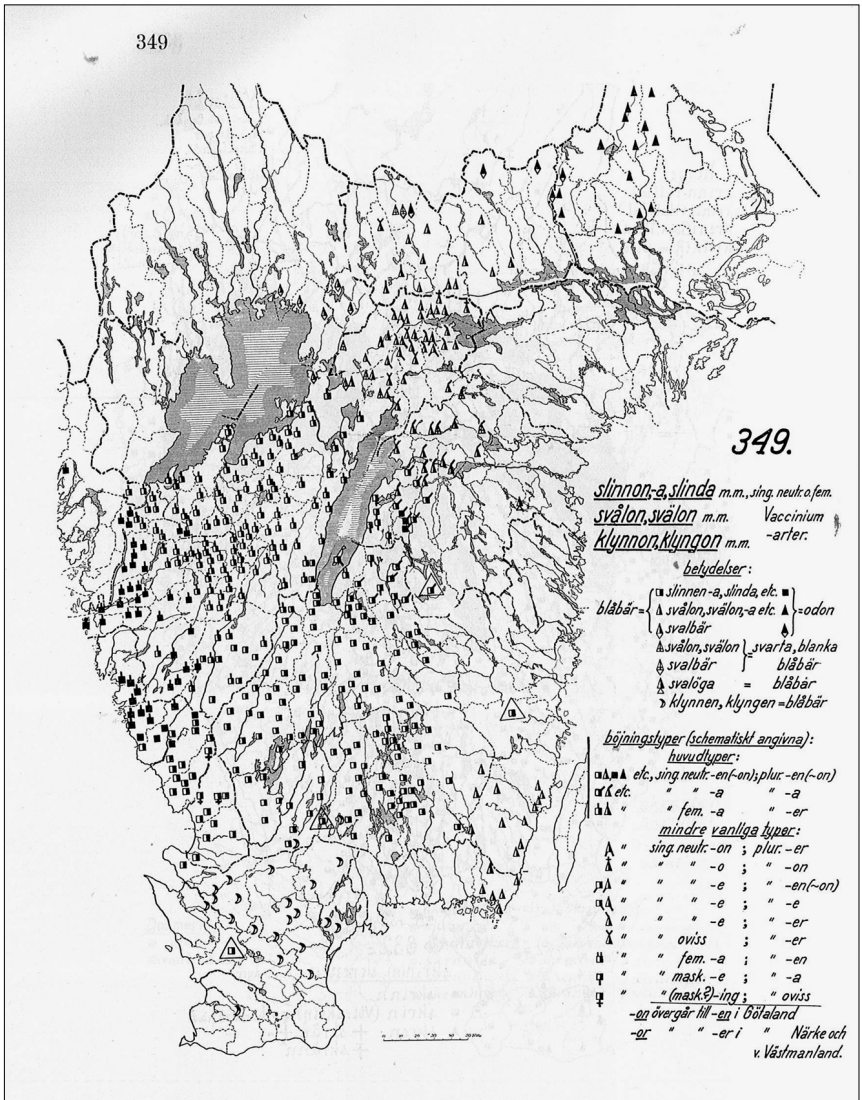 349
349.
slinnon,-a, slinda m.m., sing. neutr. o. fem.
svålon, svälon m.m. Vaccinium
klynnon, klyngon m.m. -arter.
betydelser:
slinnen-a, slinda, etc.
blåbär = svålon, svälon,-a etc. =odon
svalbär
svålon, svälon = svarta, blanka
svalbär blåbär
svalöga = blåbär
klynnen, klyngen = blåbär
böjningstyper (schematiskt angivna):
huvudtyper:
etc, sing. neutr. -en(~on); plur. -en(~on)
etc. " " -a " -a
" " fem. -a " -er
mindre vanliga typer:
" sing. neutr. -on ; plur. -er
" " " -o ; " -on
" " " -e ; " -en(~on)
" " " -e ; " -e
" " " -e ; " -er
" oviss ; " -er
" fem. -a ; " -en
" mask. -e ; " -a
" " (mask.?)-ing ; " oviss
-on övergår till -en i Götaland
-or " " -er i " Närke och
v. Västmanland.